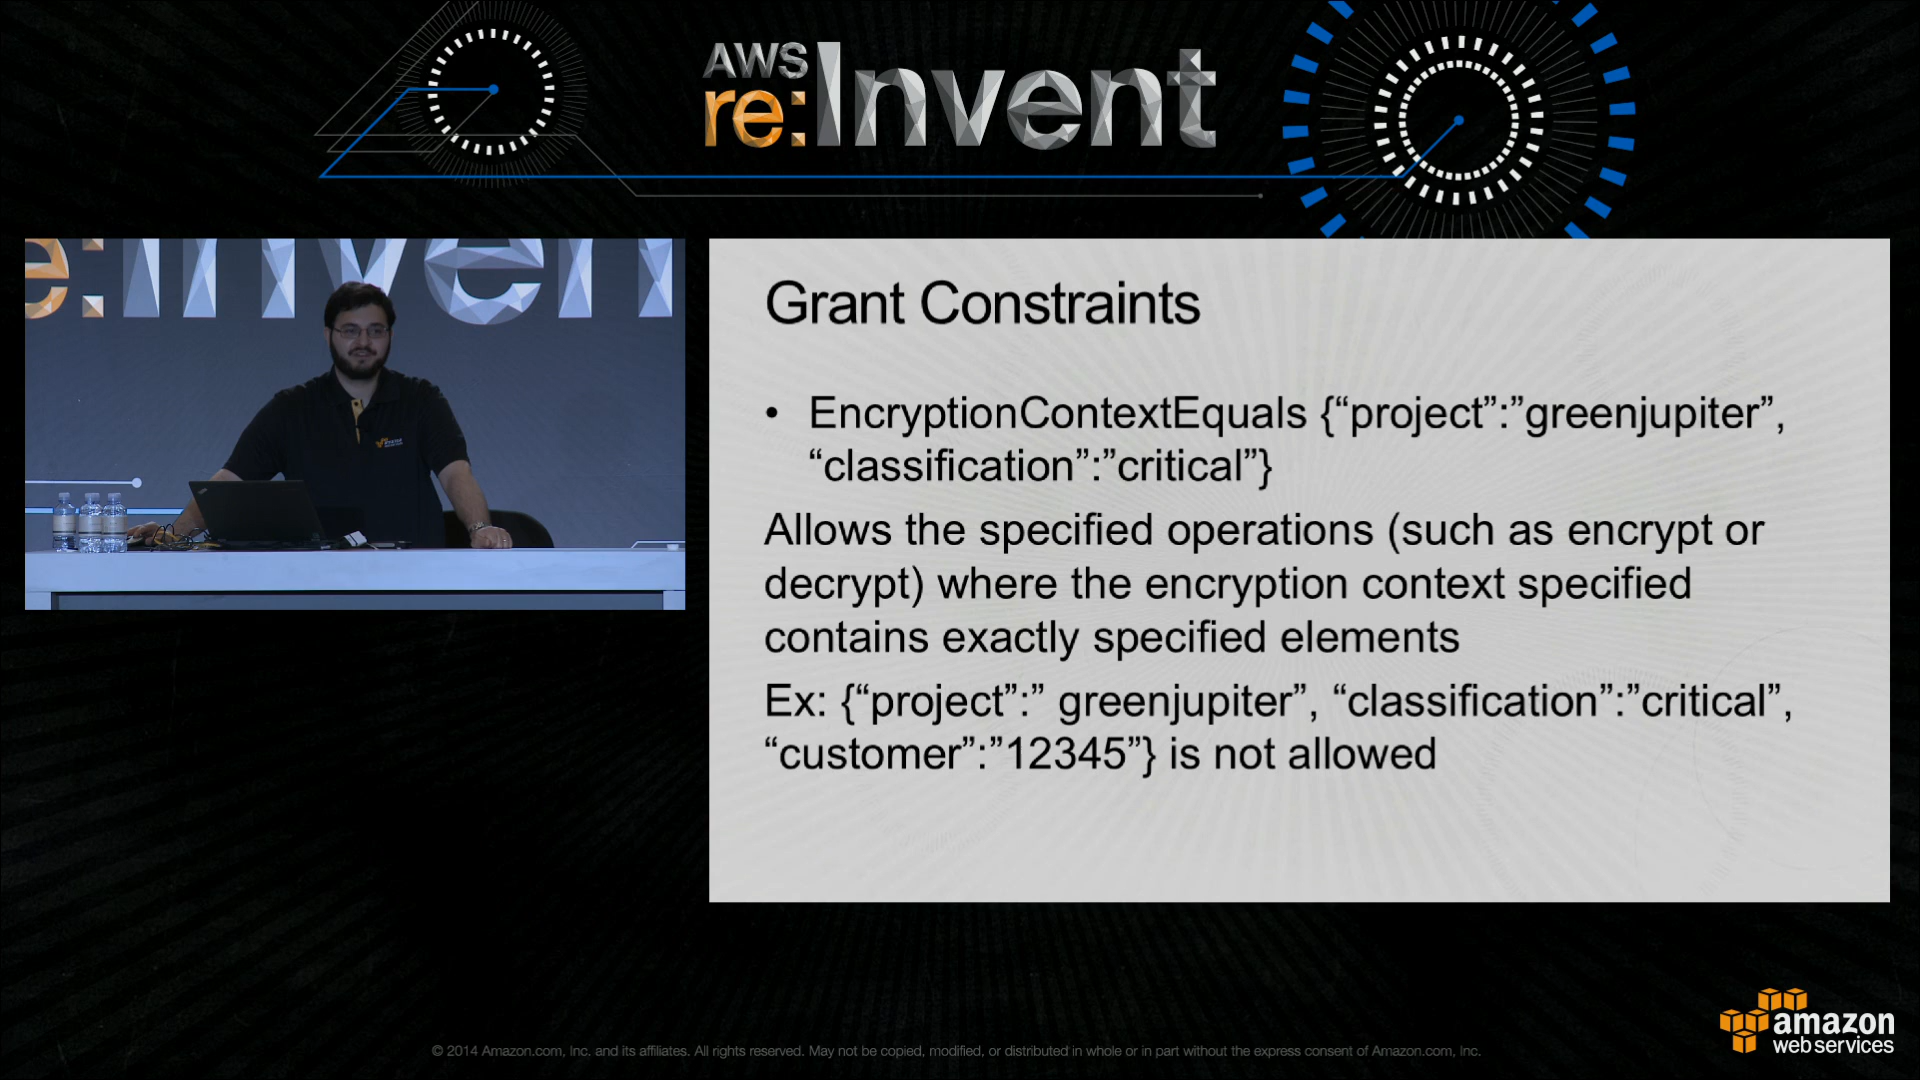 AWS
re:Invent
e:Inven
Grant Constraints
• EncryptionContextEquals {“project”:”greenjupiter”,
“classification”:”critical”}
Allows the specified operations (such as encrypt or
decrypt) where the encryption context specified
contains exactly specified elements
Ex: {“project”:” greenjupiter”, “classification”:”critical”,
“customer”:”12345”} is not allowed
© 2014 Amazon.com, Inc. and its affiliates. All rights reserved. May not be copied, modified, or distributed in whole or in part without the express consent of Amazon.com, Inc.
amazon
web services